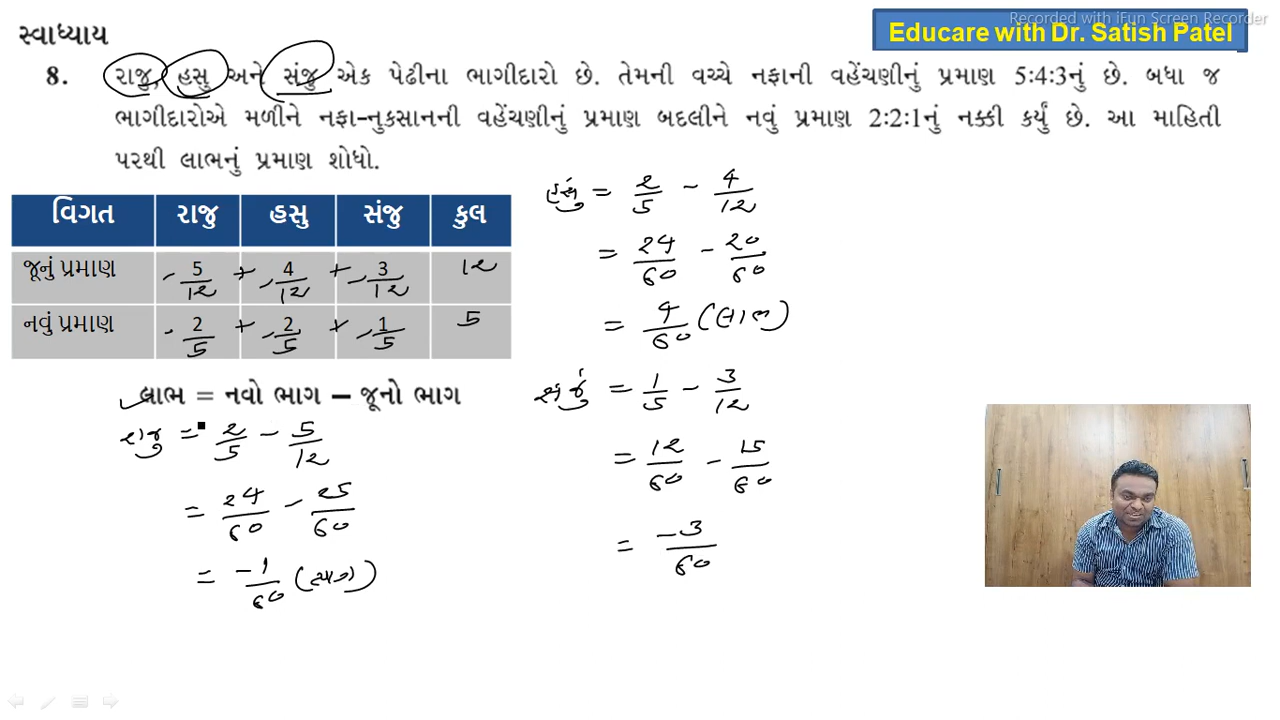 Recorded with iFun Screen Recorder
Educare with Dr. Satish Patel
સ્વાધ્યાય
8. રાજુ, હસુ અને સંજુ એક પેઢીના ભાગીદારો છે. તેમની વચ્ચે નફાની વહેંચણીનું પ્રમાણ 5:4:3નું છે. બધા જ
ભાગીદારોએ મળીને નફા-નુકસાનની વહેંચણીનું પ્રમાણ બદલીને નવું પ્રમાણ 2:2:1નું નક્કી કર્યું છે. આ માહિતી
પરથી લાભનું પ્રમાણ શોધો.
વિગત રાજુ હસુ સંજુ કુલ
જૂનું પ્રમાણ 5/12 + 4/12 + 3/12 12
નવું પ્રમાણ 2/5 + 2/5 + 1/5 5
લાભ = નવો ભાગ – જૂનો ભાગ
રાજુ = 2/5 - 5/12
= 24/60 - 25/60
= -1/60 (ત્યાગ)
હસું = 2/5 - 4/12
= 24/60 - 20/60
= 4/60 (લાભ)
સંજું = 1/5 - 3/12
= 12/60 - 15/60
= -3/60